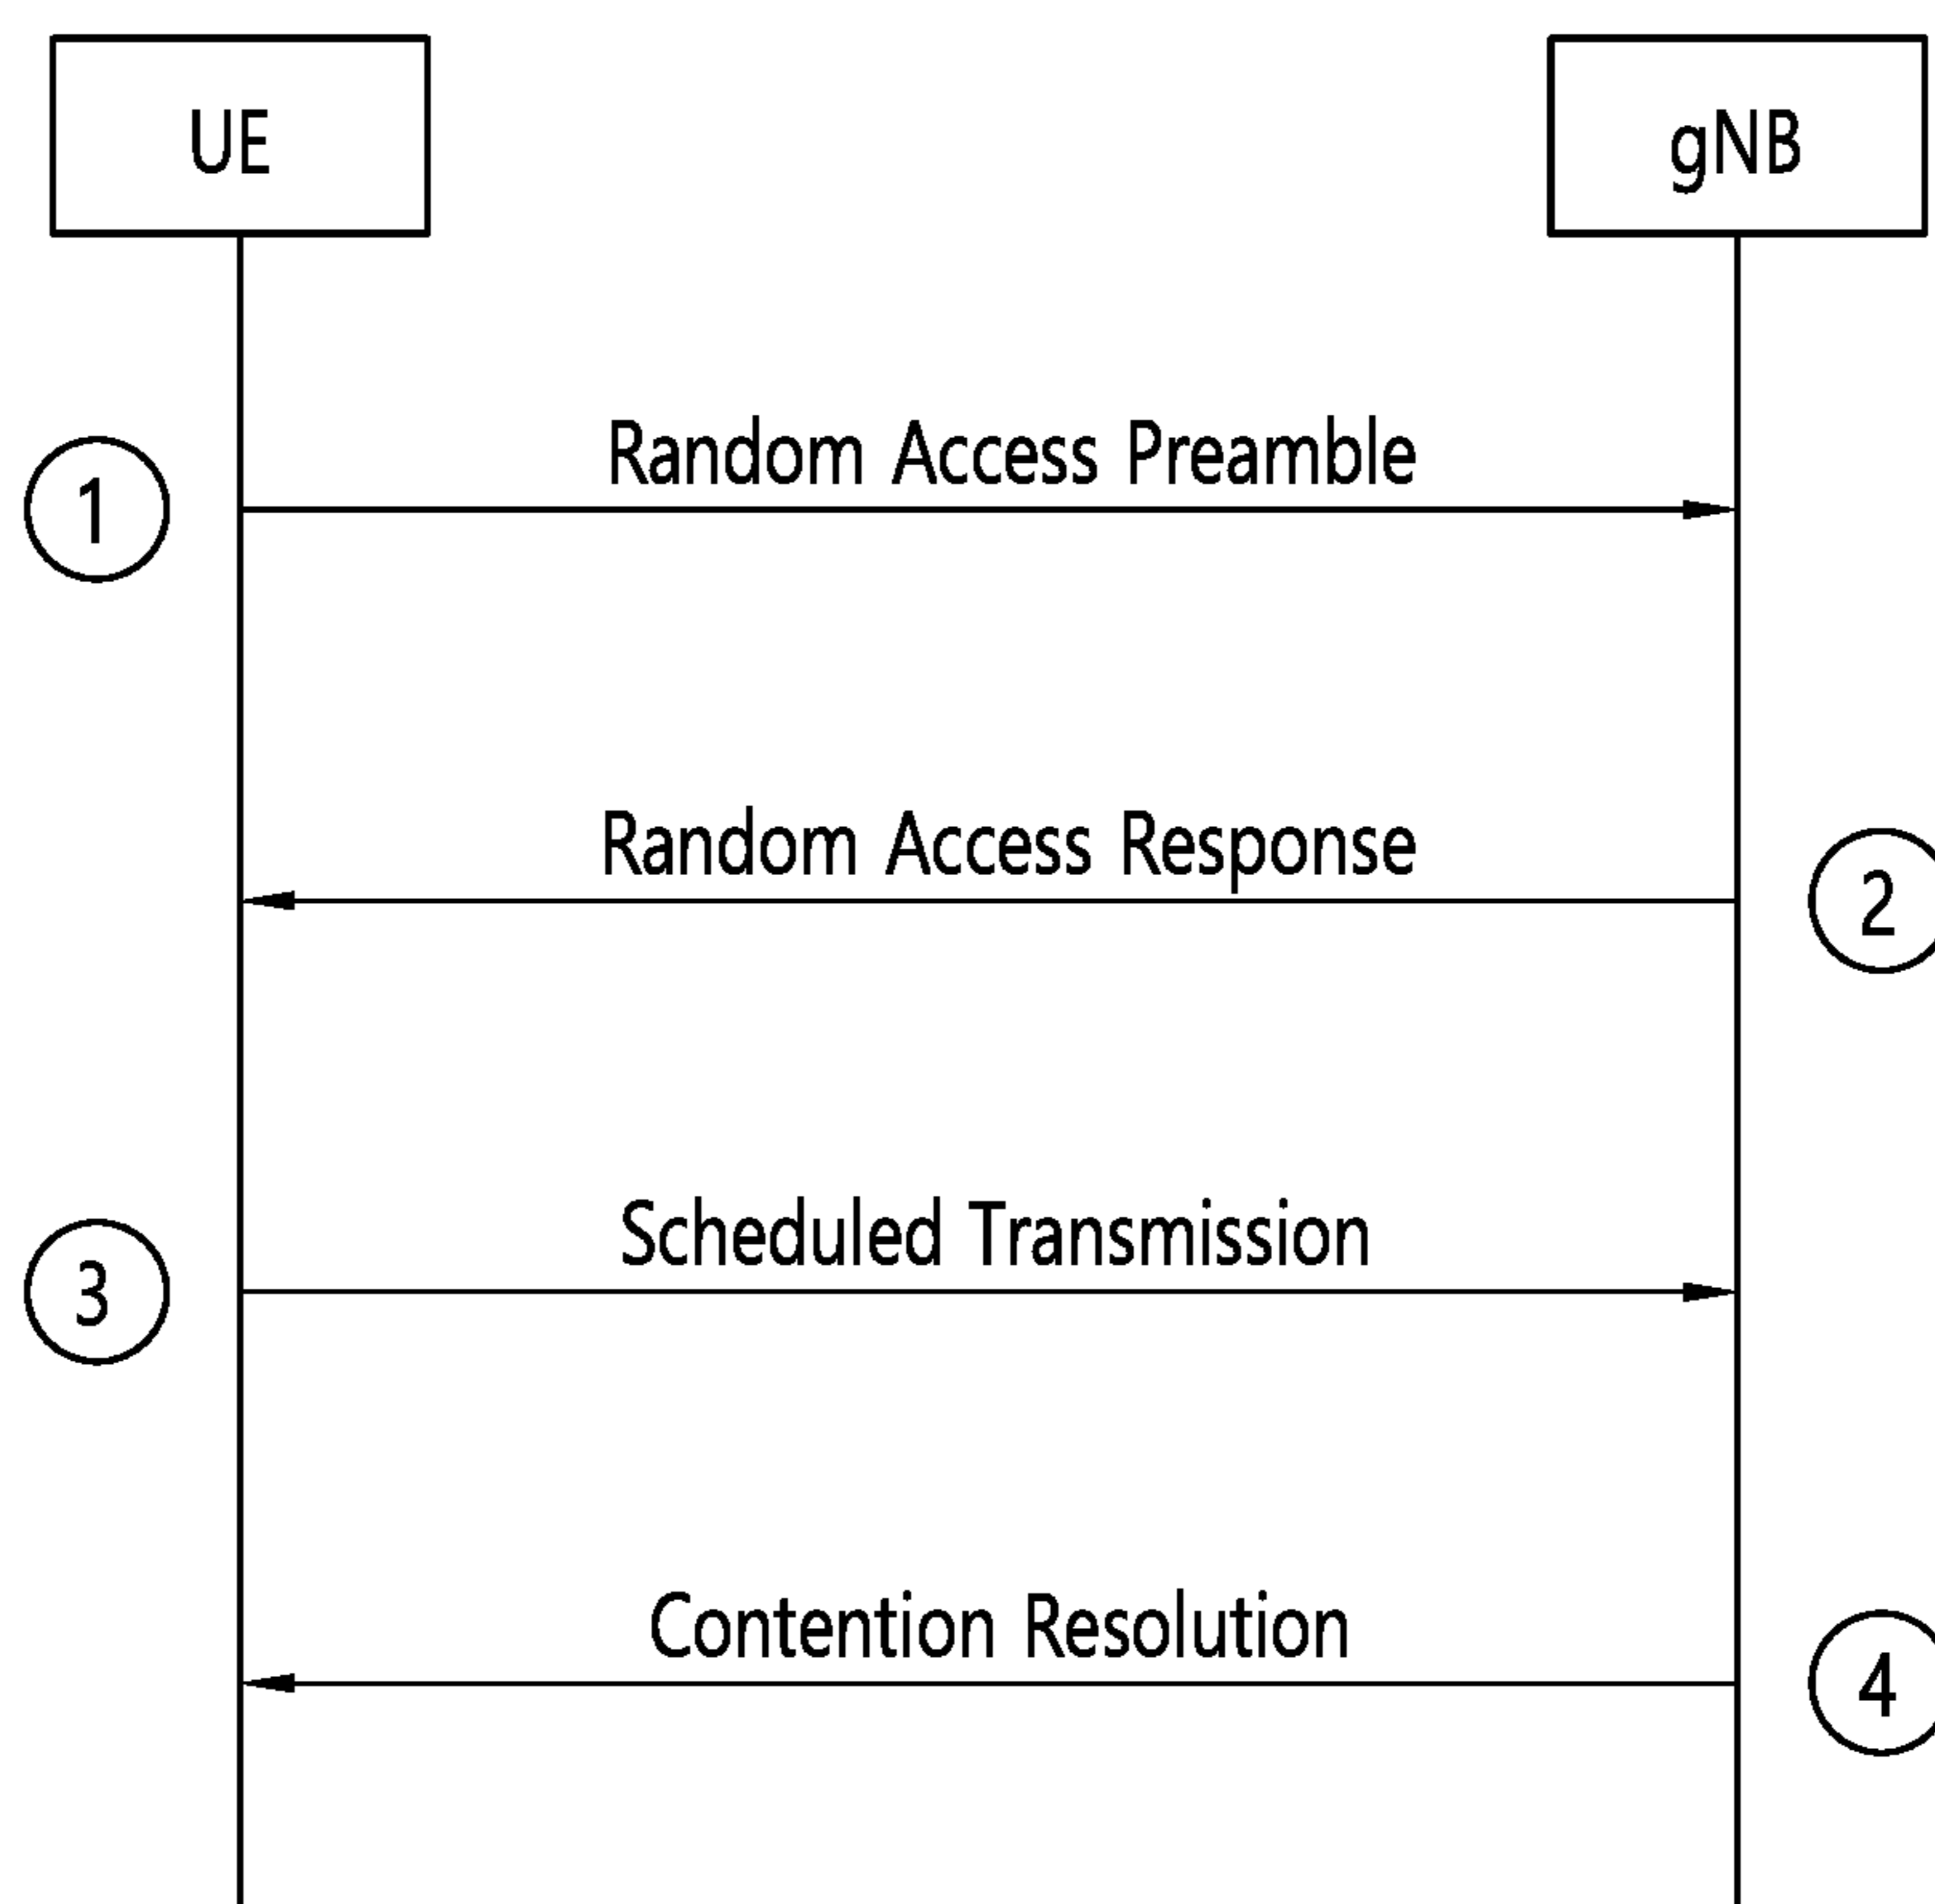 UE
gNB
Random Access Preamble
1
Random Access Response
2
Scheduled Transmission
3
Contention Resolution
4